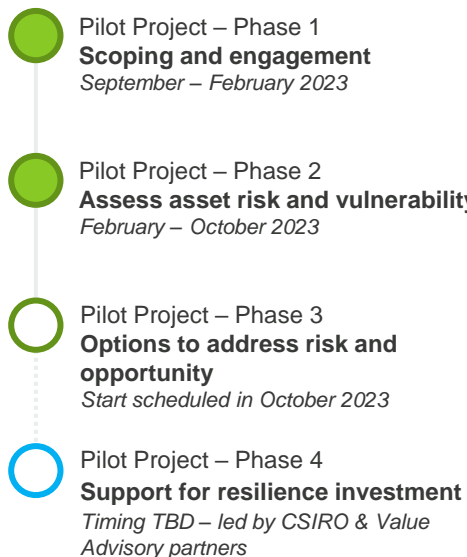 Pilot Project – Phase 1
Scoping and engagement
September – February 2023
Pilot Project – Phase 2
Assess asset risk and vulnerability
February – October 2023
Pilot Project – Phase 3
Options to address risk and
opportunity
Start scheduled in October 2023
Pilot Project – Phase 4
Support for resilience investment
Timing TBD – led by CSIRO & Value
Advisory partners